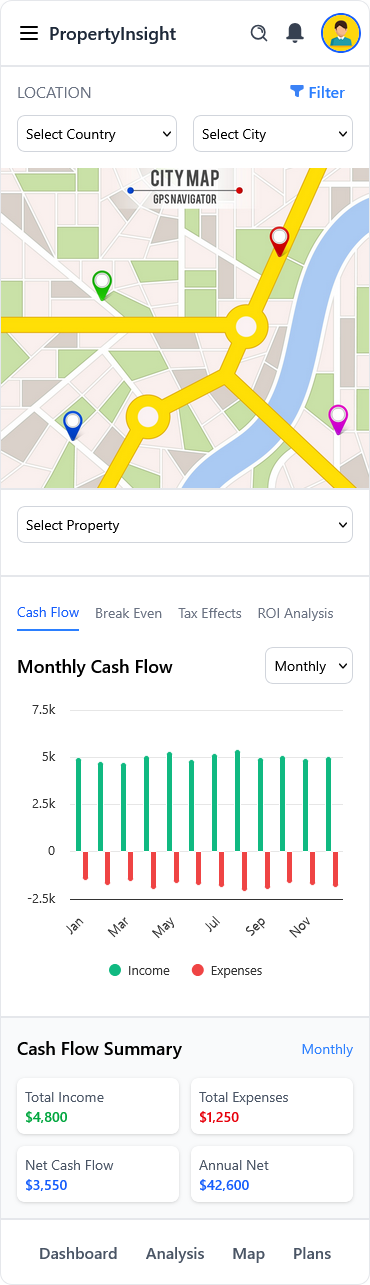 PropertyInsight
LOCATION
Filter
Select Country
Select City
CITY MAP
GPS NAVIGATOR
Select Property
Cash Flow Break Even Tax Effects ROI Analysis
Monthly Cash Flow
Monthly
7.5k
5k
2.5k
0
-2.5k
Jan Mar May Jul Sep Nov
Income Expenses
Cash Flow Summary
Monthly
Total Income
$4,800
Total Expenses
$1,250
Net Cash Flow
$3,550
Annual Net
$42,600
Dashboard Analysis Map Plans